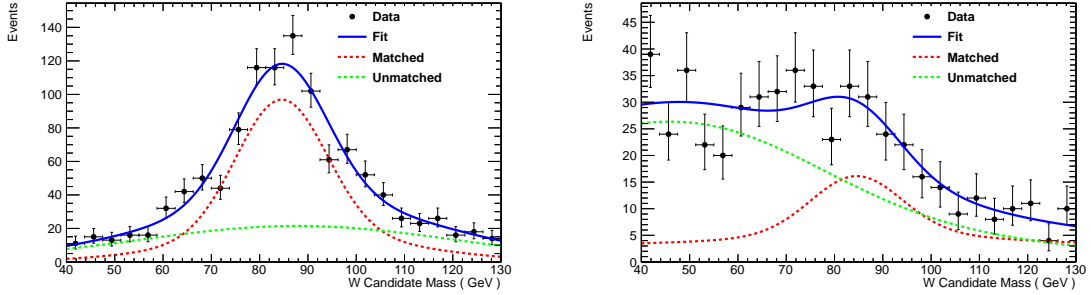 Events
140
120
100
80
60
40
20
0
40 50 60 70 80 90 100 110 120 130
W Candidate Mass ( GeV )
Data
Fit
Matched
Unmatched
Events
45
40
35
30
25
20
15
10
5
0
40 50 60 70 80 90 100 110 120 130
W Candidate Mass ( GeV )
Data
Fit
Matched
Unmatched